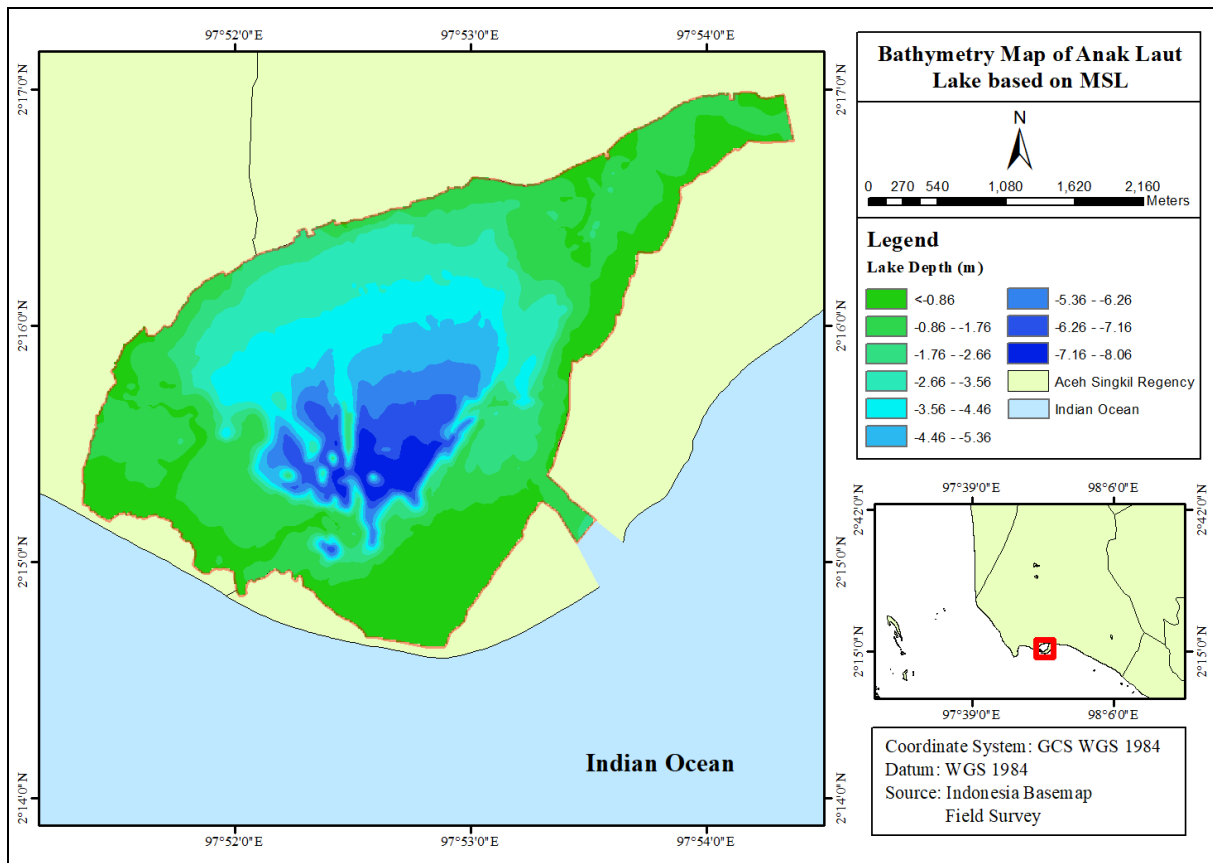 97°52'0"E 97°53'0"E 97°54'0"E
2°17'0"N 2°17'0"N
2°16'0"N 2°16'0"N
2°15'0"N 2°15'0"N
2°14'0"N 2°14'0"N
Indian Ocean
97°52'0"E 97°53'0"E 97°54'0"E
Bathymetry Map of Anak Laut
Lake based on MSL
N
0 270 540 1,080 1,620 2,160
Meters
Legend
Lake Depth (m)
<-0.86
-0.86 - -1.76
-1.76 - -2.66
-2.66 - -3.56
-3.56 - -4.46
-4.46 - -5.36
-5.36 - -6.26
-6.26 - -7.16
-7.16 - -8.06
Aceh Singkil Regency
Indian Ocean
97°39'0"E 98°6'0"E
2°42'0"N 2°42'0"N
2°15'0"N 2°15'0"N
97°39'0"E 98°6'0"E
Coordinate System: GCS WGS 1984
Datum: WGS 1984
Source: Indonesia Basemap
Field Survey